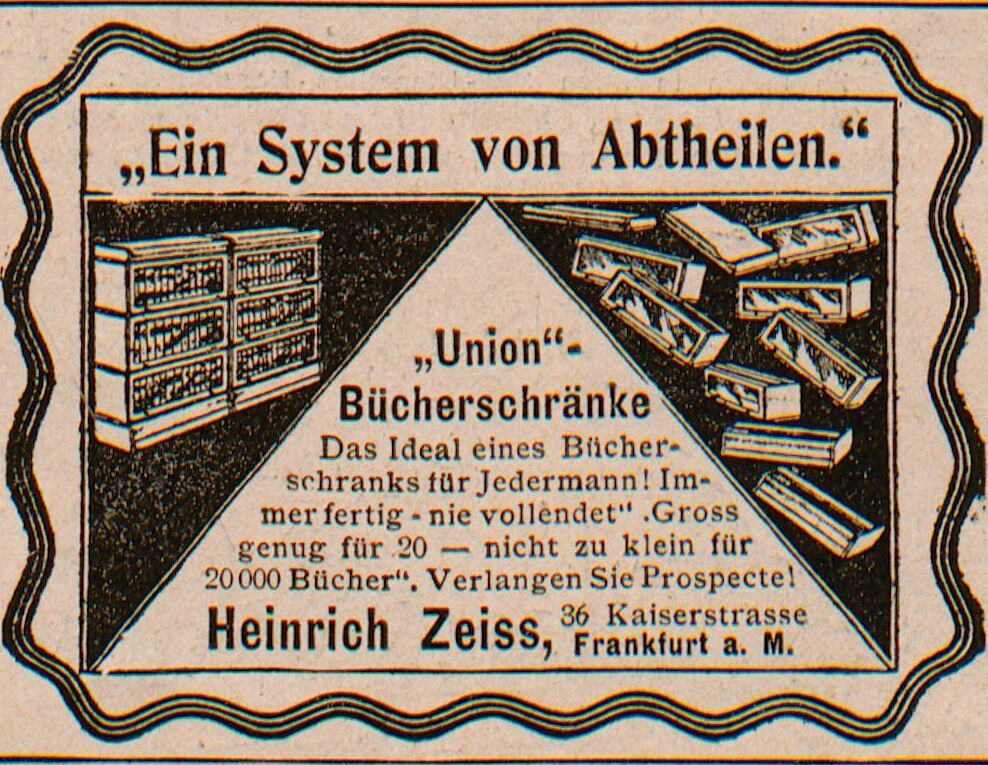 „Ein System von Abtheilen.“
„Union“-
Bücherschränke
Das Ideal eines Bücher-
schranks für Jedermann! Im-
mer fertig - nie vollendet" .Gross
genug für 20 — nicht zu klein für
20000 Bücher“. Verlangen Sie Prospecte!
Heinrich Zeiss, 36 Kaiserstrasse
Frankfurt a. M.